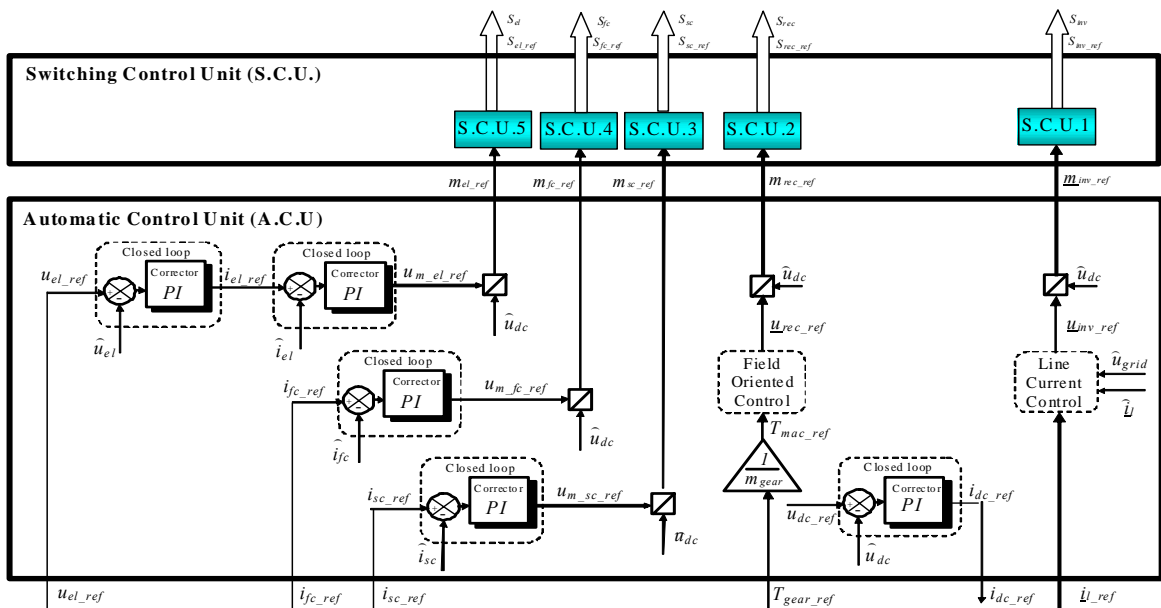 S_el
S_el_ref
S_fc
S_fc_ref
S_sc
S_sc_ref
S_rec
S_rec_ref
S_inv
S_inv_ref
Switching Control Unit (S.C.U.)
S.C.U.5
S.C.U.4
S.C.U.3
S.C.U.2
S.C.U.1
m_el_ref
m_fc_ref
m_sc_ref
m_rec_ref
m_inv_ref
Automatic Control Unit (A.C.U)
Closed loop
Closed loop
u_el_ref
Corrector
PI
i_el_ref
Corrector
PI
u_m_el_ref
+
-
+
-
û_el
î_el
û_dc
û_dc
û_dc
u_rec_ref
u_inv_ref
Closed loop
i_fc_ref
Corrector
PI
u_m_fc_ref
+
-
î_fc
û_dc
Field
Oriented
Control
Line
Current
Control
û_grid
î_l
T_mac_ref
1
m_gear
Closed loop
i_sc_ref
Corrector
PI
u_m_sc_ref
+
-
î_sc
u_dc
Closed loop
u_dc_ref
Corrector
PI
i_dc_ref
+
-
û_dc
u_el_ref
i_fc_ref
i_sc_ref
T_gear_ref
i_dc_ref
i_l_ref